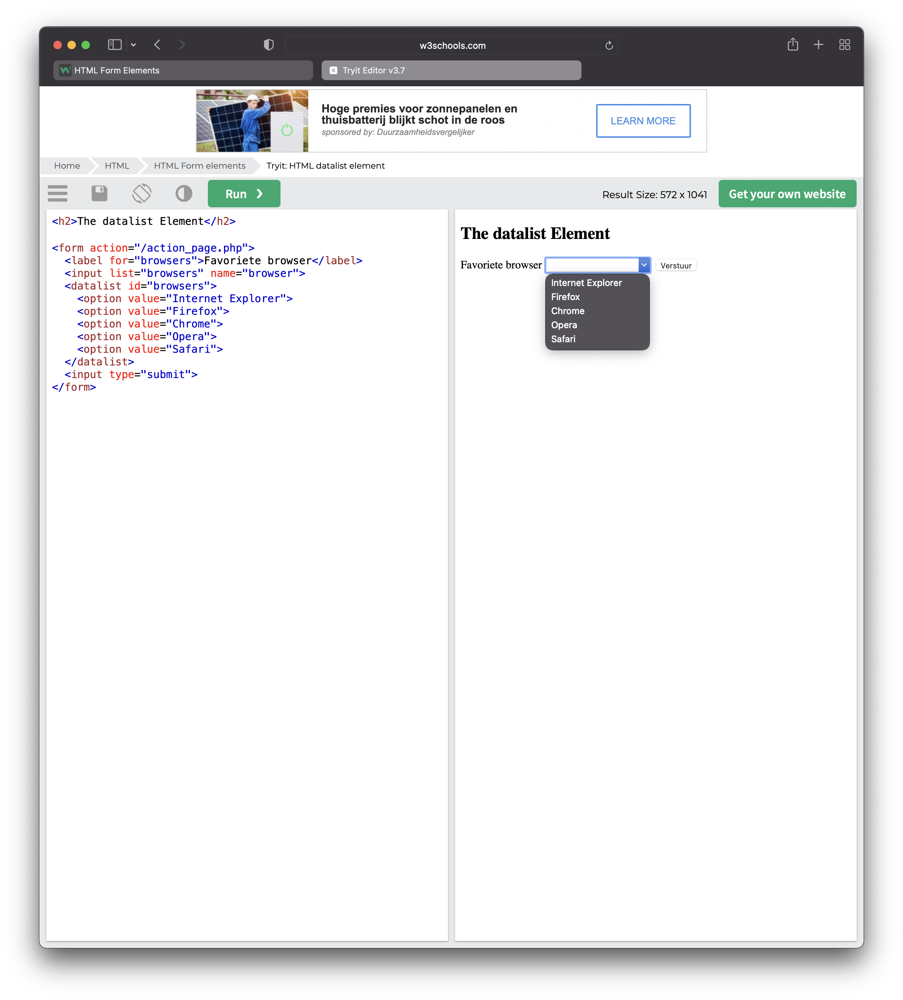 w3schools.com
HTML Form Elements
Tryit Editor v3.7
Hoge premies voor zonnepanelen en
thuisbatterij blijkt schot in de roos
sponsored by: Duurzaamheidsvergelijker
LEARN MORE
Home
HTML
HTML Form elements
Tryit: HTML datalist element
Run ❯
Result Size: 572 x 1041
Get your own website
<h2>The datalist Element</h2>
<form action="/action_page.php">
  <label for="browsers">Favoriete browser</label>
  <input list="browsers" name="browser">
  <datalist id="browsers">
    <option value="Internet Explorer">
    <option value="Firefox">
    <option value="Chrome">
    <option value="Opera">
    <option value="Safari">
  </datalist>
  <input type="submit">
</form>
The datalist Element
Favoriete browser
Verstuur
Internet Explorer
Firefox
Chrome
Opera
Safari